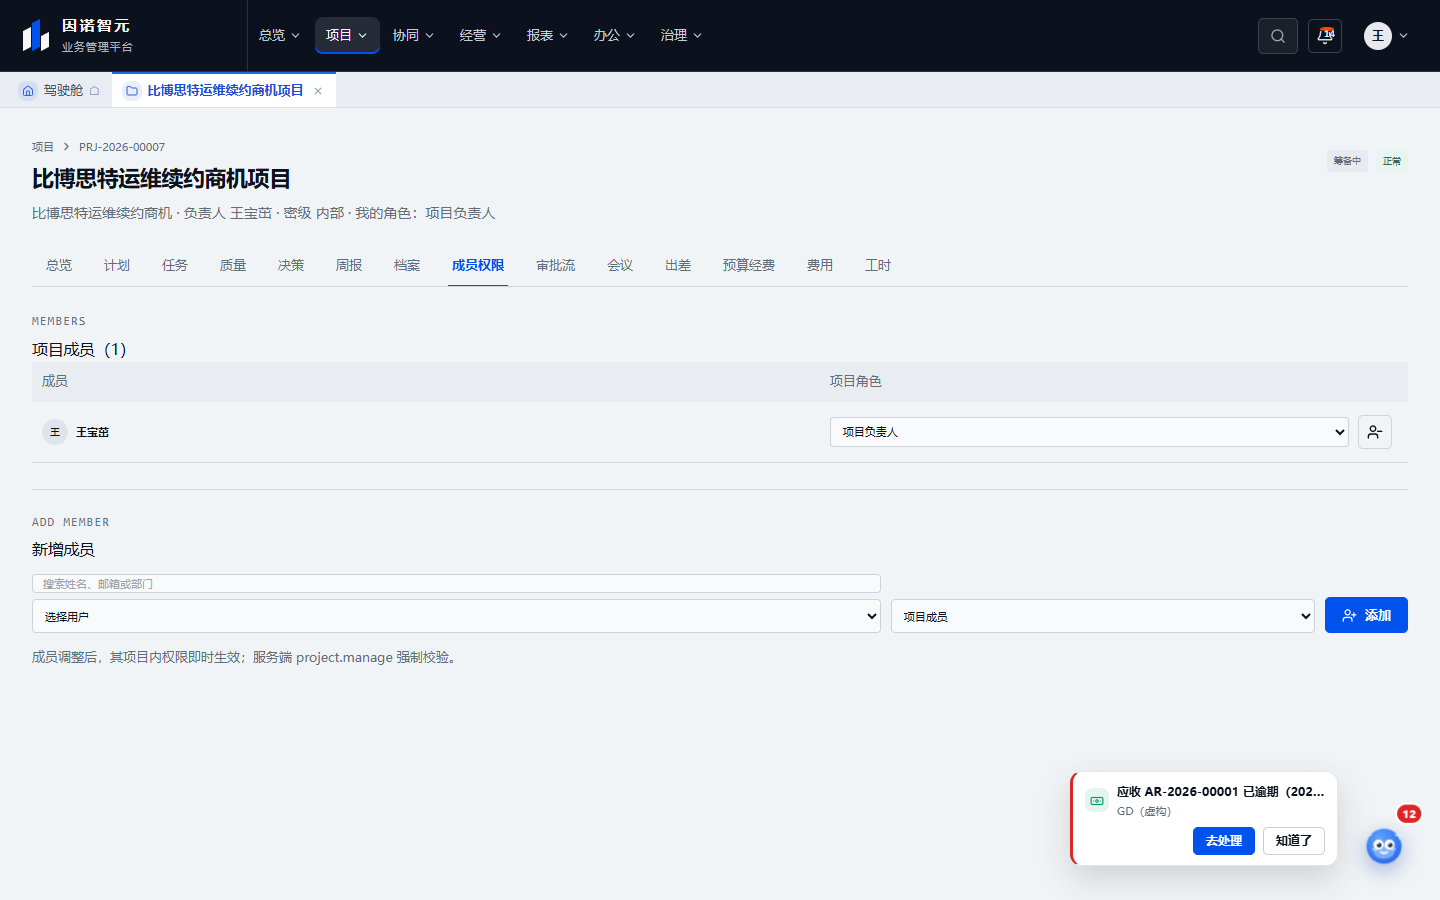 因诺智元
业务管理平台
总览
项目
协同
经营
报表
办公
治理
14
王
驾驶舱
比博思特运维续约商机项目
项目 > PRJ-2026-00007
比博思特运维续约商机项目
筹备中
正常
比博思特运维续约商机 · 负责人 王宝茁 · 密级 内部 · 我的角色：项目负责人
总览
计划
任务
质量
决策
周报
档案
成员权限
审批流
会议
出差
预算经费
费用
工时
MEMBERS
项目成员（1）
成员
项目角色
王
王宝茁
项目负责人
ADD MEMBER
新增成员
搜索姓名、邮箱或部门
选择用户
项目成员
添加
成员调整后，其项目内权限即时生效；服务端 project.manage 强制校验。
应收 AR-2026-00001 已逾期（202...
GD（虚构）
去处理
知道了
12